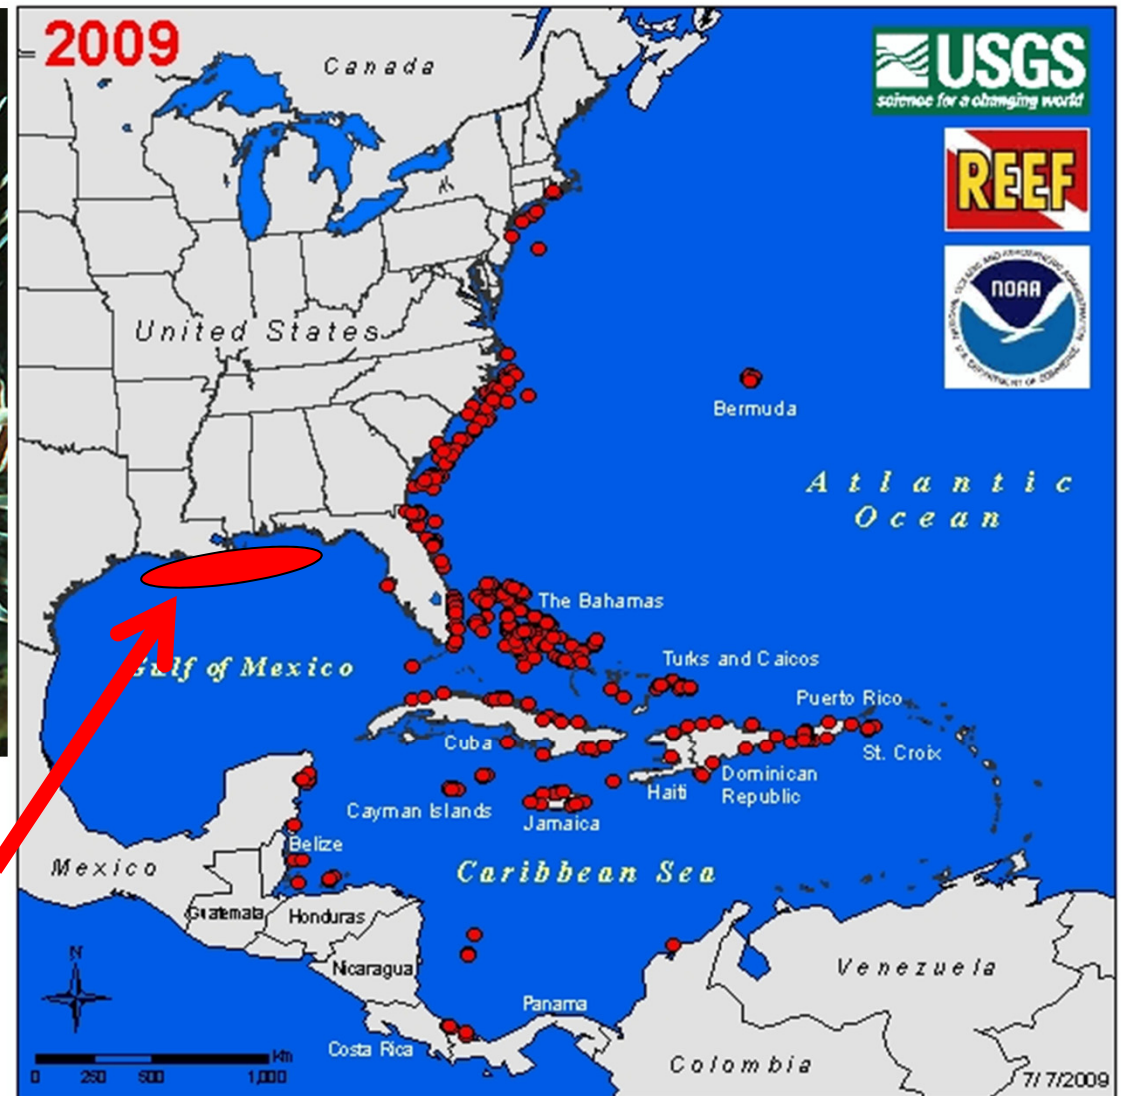 2009
Canada
USGS
science for a changing world
REEF
NOAA
United States
Bermuda
Atlantic
Ocean
The Bahamas
Gulf of Mexico
Turks and Caicos
Puerto Rico
Cuba
St. Croix
Haiti
Dominican
Republic
Cayman Islands
Jamaica
Belize
Mexico
Caribbean Sea
Guatemala
Honduras
N
Nicaragua
Venezuela
Panama
Costa Rica
Colombia
km
0 250 500 1,000
7/7/2009